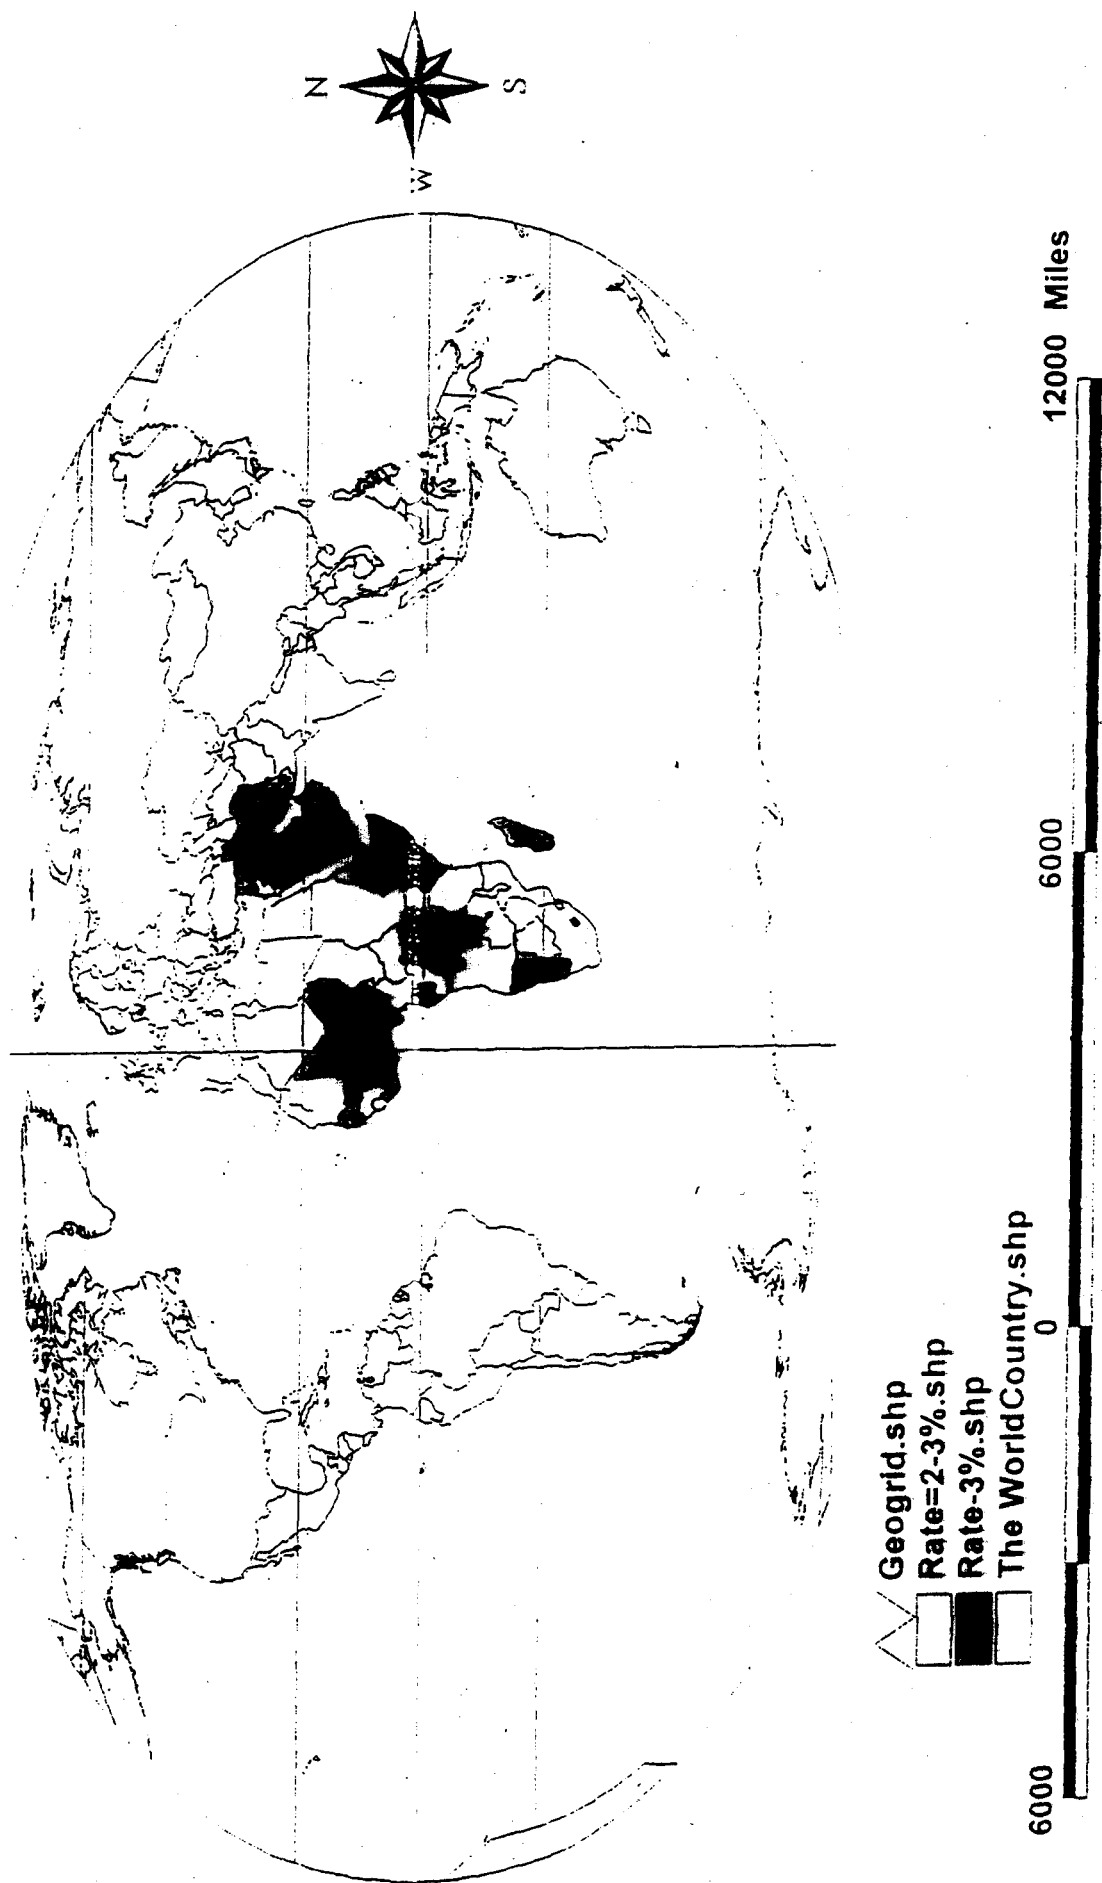 N
W
S
Geogrid.shp
Rate=2-3%.shp
Rate-3%.shp
The WorldCountry.shp
6000
0
6000
12000 Miles